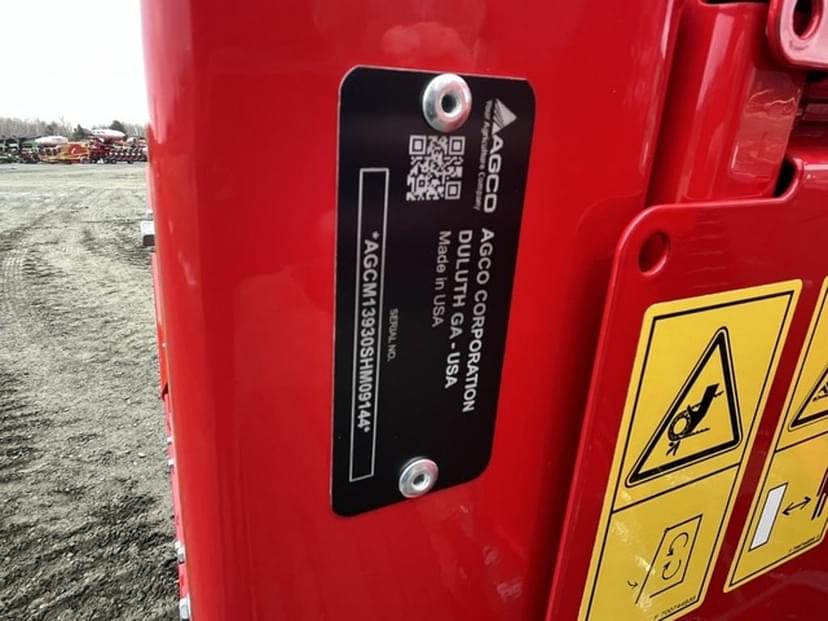 AGCO
Your Agriculture Company
AGCO CORPORATION
DULUTH GA - USA
Made in USA
SERIAL NO.
*AGCM13930SHM09144*